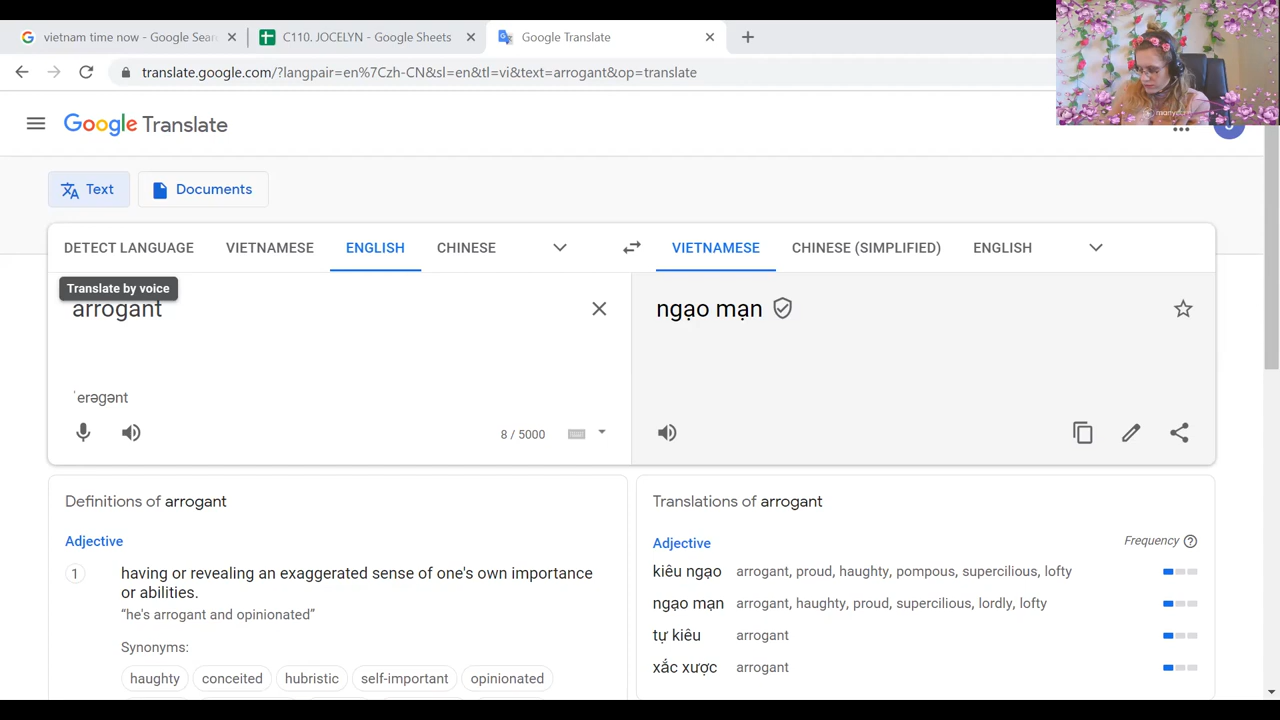 vietnam time now - Google Sear
C110. JOCELYN - Google Sheets
Google Translate
translate.google.com/?langpair=en%7Czh-CN&sl=en&tl=vi&text=arrogant&op=translate
Google Translate
Text
Documents
DETECT LANGUAGE VIETNAMESE ENGLISH CHINESE
VIETNAMESE CHINESE (SIMPLIFIED) ENGLISH
Translate by voice
arrogant
ˈerəɡənt
8 / 5000
ngạo mạn
Definitions of arrogant
Adjective
1
having or revealing an exaggerated sense of one's own importance
or abilities.
“he's arrogant and opinionated”
Synonyms:
haughty conceited hubristic self-important opinionated
Translations of arrogant
Adjective
Frequency
kiêu ngạo arrogant, proud, haughty, pompous, supercilious, lofty
ngạo mạn arrogant, haughty, proud, supercilious, lordly, lofty
tự kiêu arrogant
xấc xược arrogant